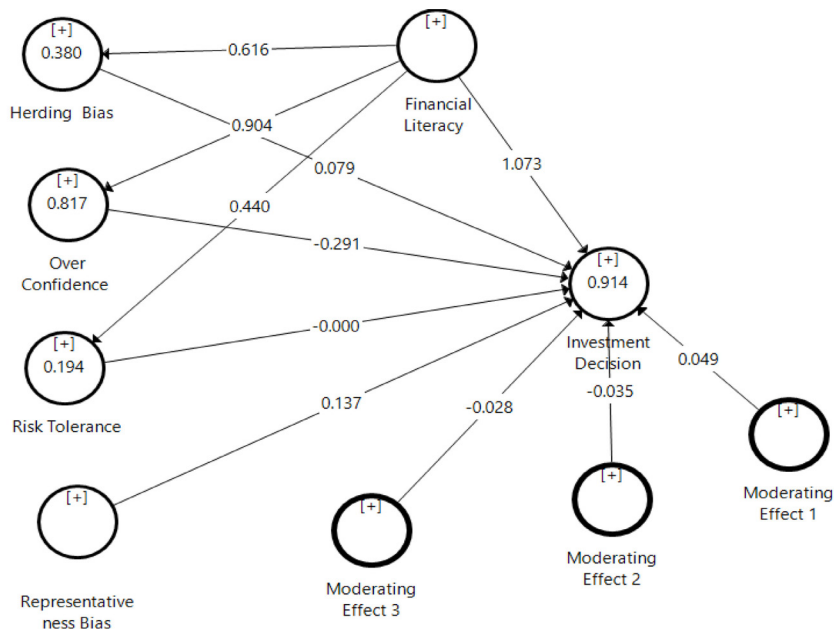 [+]
0.380
Herding Bias
[+]
Financial
Literacy
0.616
0.904
0.079
1.073
[+]
0.817
Over
Confidence
0.440
-0.291
[+]
0.914
Investment
Decision
-0.000
[+]
0.194
Risk Tolerance
0.137
-0.028
-0.035
0.049
[+]
Representative
ness Bias
[+]
Moderating
Effect 3
[+]
Moderating
Effect 2
[+]
Moderating
Effect 1